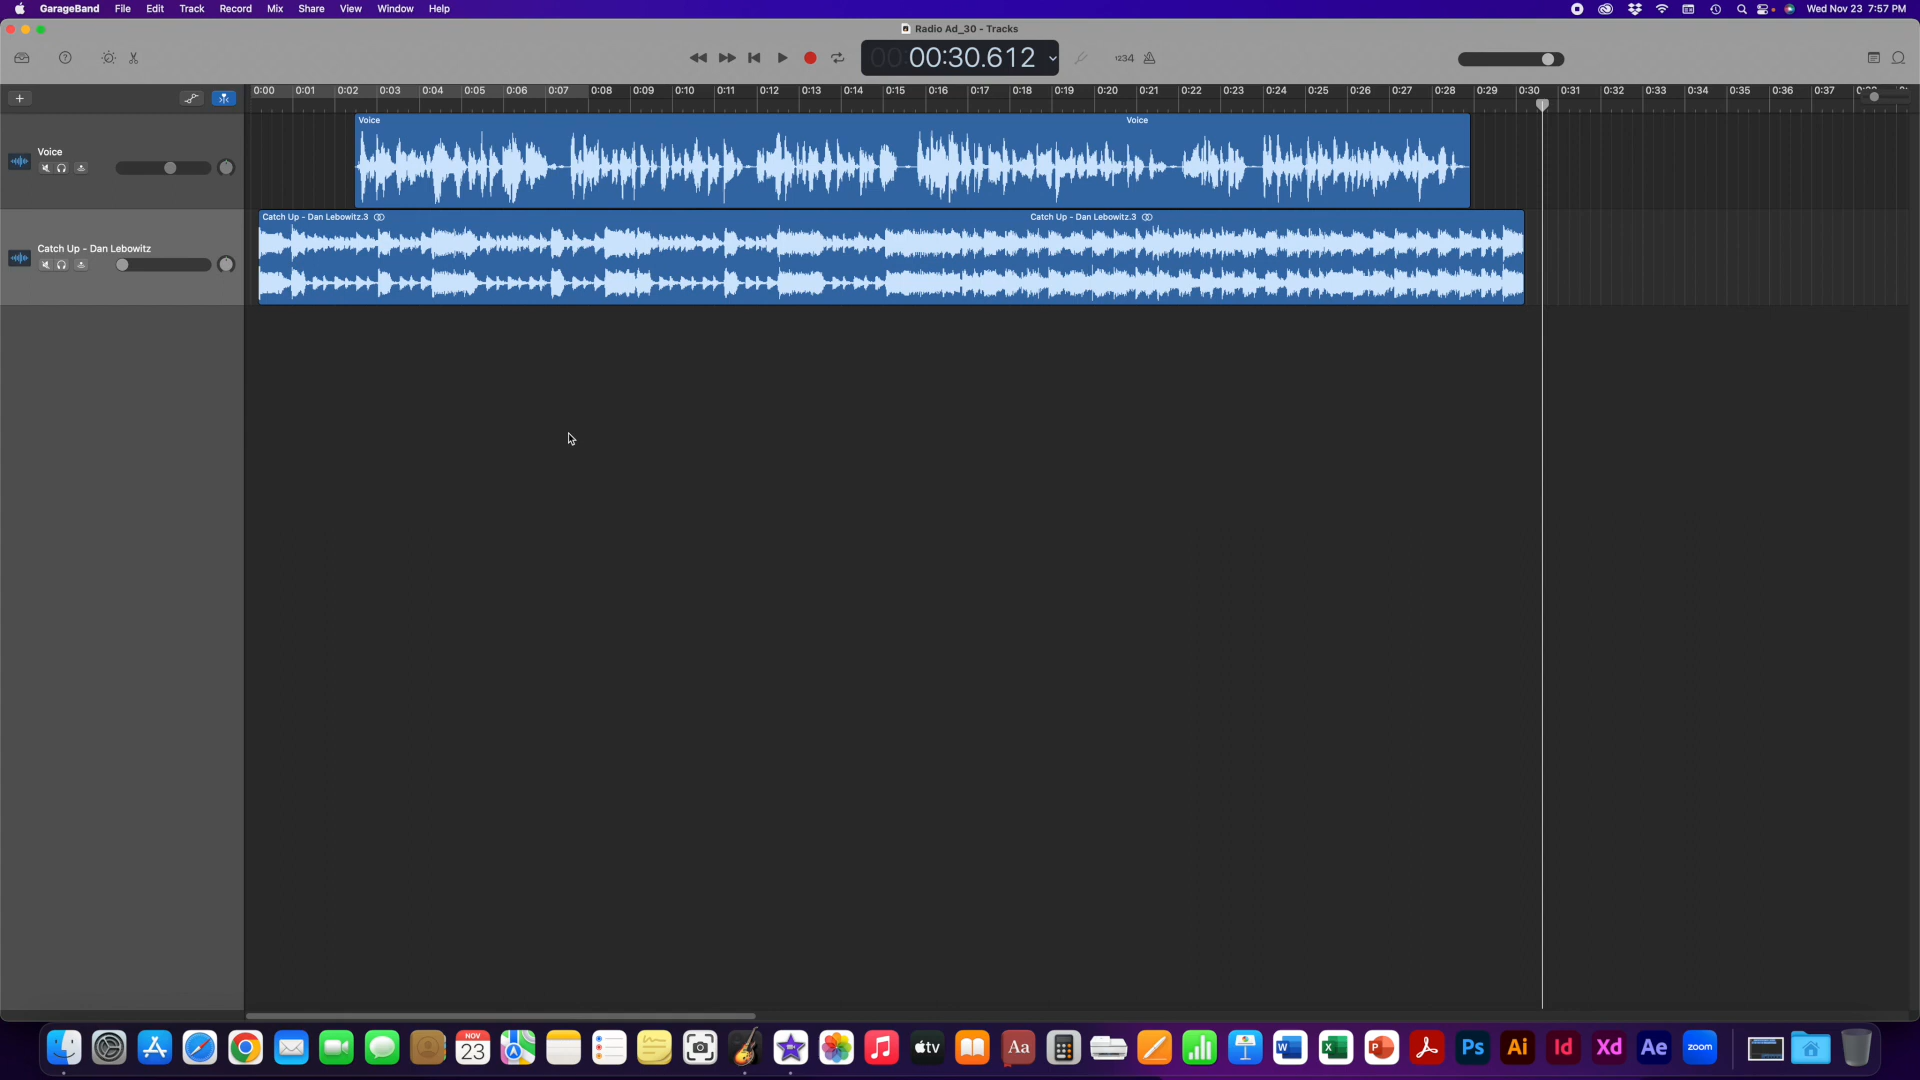 GarageBand File Edit Track Record Mix Share View Window Help Wed Nov 23 7:57 PM
Radio Ad_30 - Tracks
00:00:30.612 1234
0:00 0:01 0:02 0:03 0:04 0:05 0:06 0:07 0:08 0:09 0:10 0:11 0:12 0:13 0:14 0:15 0:16 0:17 0:18 0:19 0:20 0:21 0:22 0:23 0:24 0:25 0:26 0:27 0:28 0:29 0:30 0:31 0:32 0:33 0:34 0:35 0:36 0:37
Voice Voice
Voice
Catch Up - Dan Lebowitz.3 Catch Up - Dan Lebowitz.3
Catch Up - Dan Lebowitz
NOV
23
tv
Aa
W
X
P
Ps
Ai
Id
Xd
Ae
zoom